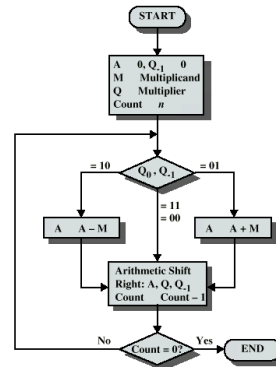 START
A 0, Q-1 0
M Multiplicand
Q Multiplier
Count n
= 10
Q0, Q-1
= 01
= 11
= 00
A A – M
A A + M
Arithmetic Shift
Right: A, Q, Q-1
Count Count – 1
No
Count = 0?
Yes
END